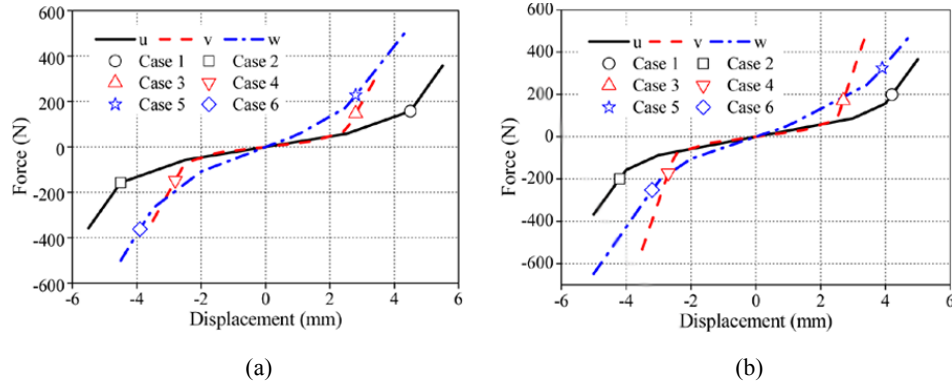 600
400
200
0
-200
-400
-600
-6 -4 -2 0 2 4 6
Force (N)
Displacement (mm)
u v w
Case 1 Case 2
Case 3 Case 4
Case 5 Case 6
(a)
600
400
200
0
-200
-400
-600
-6 -4 -2 0 2 4 6
Force (N)
Displacement (mm)
u v w
Case 1 Case 2
Case 3 Case 4
Case 5 Case 6
(b)